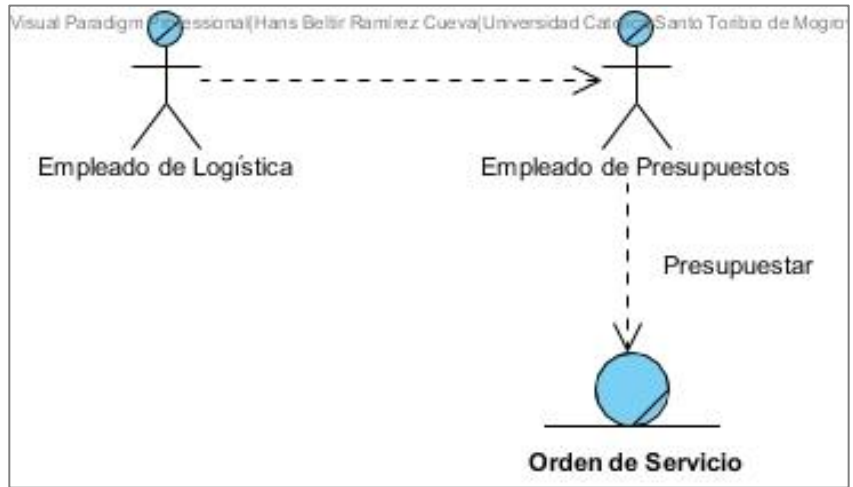 Visual Paradigm Professional(Hans Beltir Ramírez Cueva(Universidad Católica Santo Toribio de Mogro
Empleado de Logística
Empleado de Presupuestos
Presupuestar
Orden de Servicio